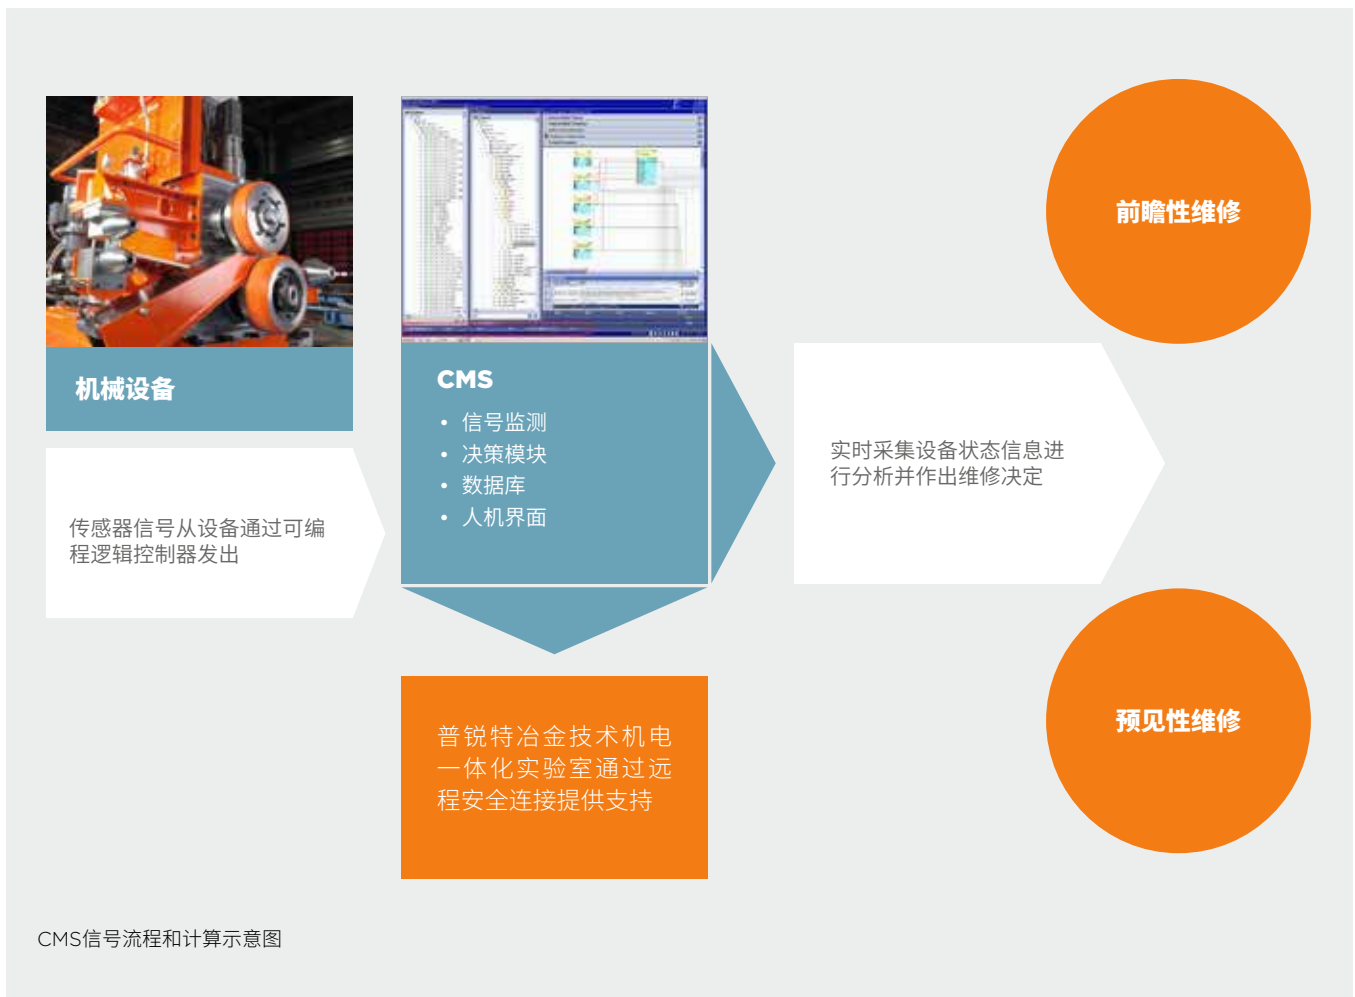 机械设备
传感器信号从设备通过可编
程逻辑控制器发出
CMS
• 信号监测
• 决策模块
• 数据库
• 人机界面
普锐特冶金技术机电
一体化实验室通过远
程安全连接提供支持
实时采集设备状态信息进
行分析并作出维修决定
前瞻性维修
预见性维修
CMS信号流程和计算示意图